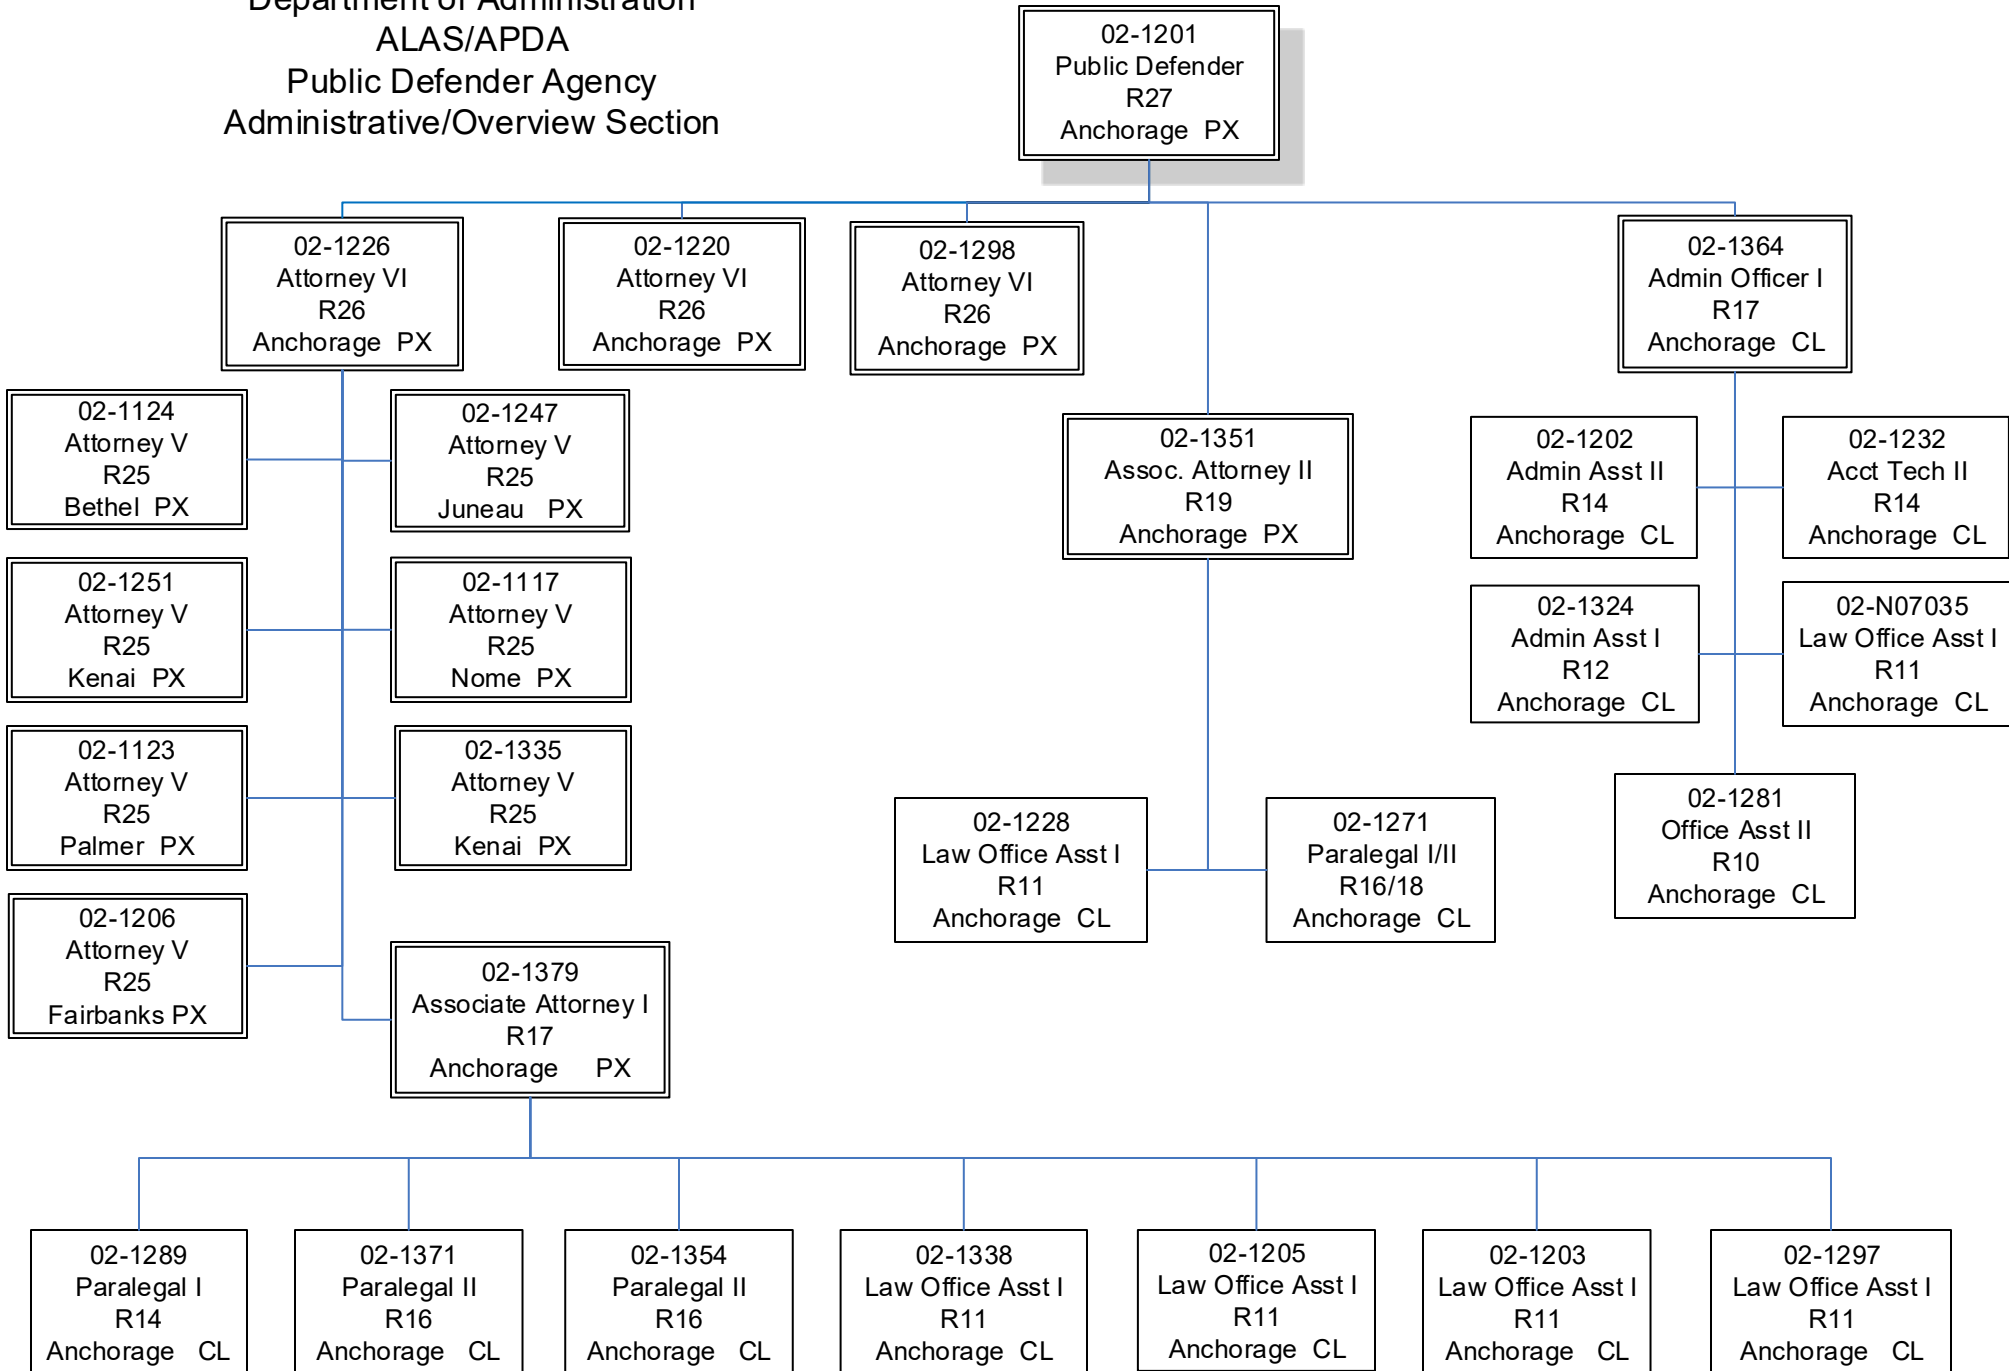 Department of Administration
ALAS/APDA
Public Defender Agency
Administrative/Overview Section
02-1201
Public Defender
R27
Anchorage PX
02-1226
Attorney VI
R26
Anchorage PX
02-1220
Attorney VI
R26
Anchorage PX
02-1298
Attorney VI
R26
Anchorage PX
02-1364
Admin Officer I
R17
Anchorage CL
02-1124
Attorney V
R25
Bethel PX
02-1247
Attorney V
R25
Juneau PX
02-1351
Assoc. Attorney II
R19
Anchorage PX
02-1202
Admin Asst II
R14
Anchorage CL
02-1232
Acct Tech II
R14
Anchorage CL
02-1251
Attorney V
R25
Kenai PX
02-1117
Attorney V
R25
Nome PX
02-1324
Admin Asst I
R12
Anchorage CL
02-N07035
Law Office Asst I
R11
Anchorage CL
02-1123
Attorney V
R25
Palmer PX
02-1335
Attorney V
R25
Kenai PX
02-1228
Law Office Asst I
R11
Anchorage CL
02-1271
Paralegal I/II
R16/18
Anchorage CL
02-1281
Office Asst II
R10
Anchorage CL
02-1206
Attorney V
R25
Fairbanks PX
02-1379
Associate Attorney I
R17
Anchorage PX
02-1289
Paralegal I
R14
Anchorage CL
02-1371
Paralegal II
R16
Anchorage CL
02-1354
Paralegal II
R16
Anchorage CL
02-1338
Law Office Asst I
R11
Anchorage CL
02-1205
Law Office Asst I
R11
Anchorage CL
02-1203
Law Office Asst I
R11
Anchorage CL
02-1297
Law Office Asst I
R11
Anchorage CL